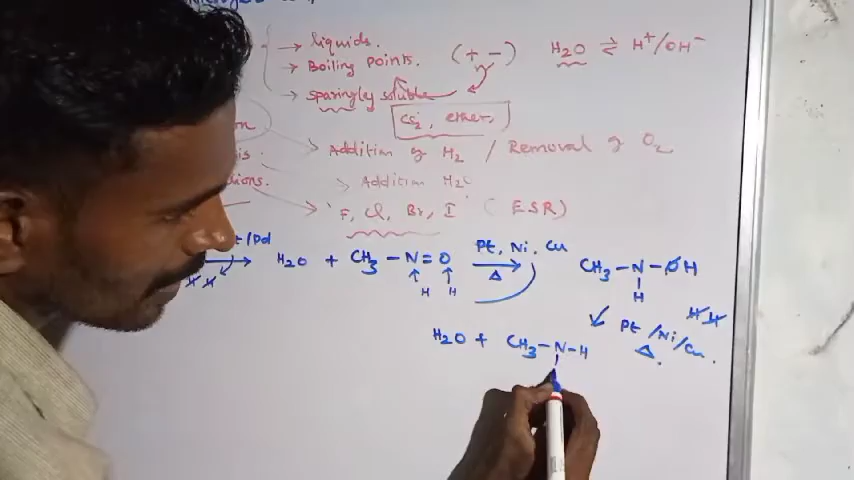 → liquids.
→ Boiling points. (+ -) H₂O ⇌ H⁺/OH⁻
→ sparingly soluble
CS₂, ether,
→ Addition of H₂ / Removal of O₂
→ Addition H₂O
→ F, Cl, Br, I (ESR)
/Pd
→ H₂O + CH₃ - N = O Pt, Ni, Cu CH₃ - N - OH
Δ
H H H
H H
H₂O + CH₃ - N - H Pt /Ni/Cu.
Δ.